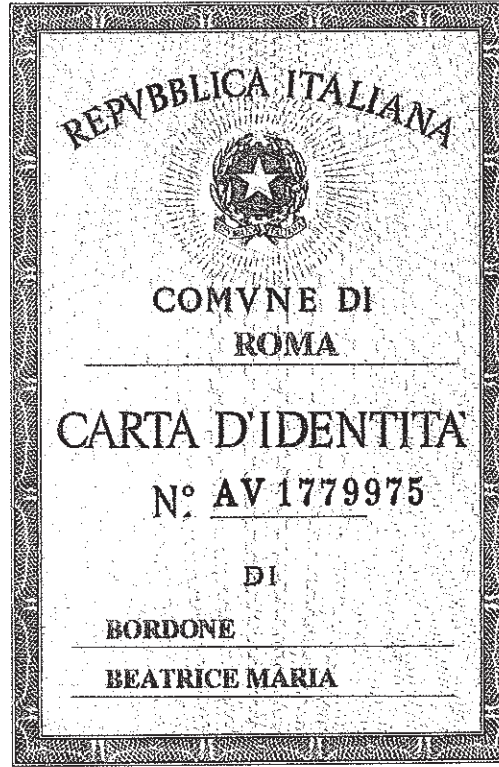 REPVBBLICA ITALIANA
COMVNE DI
ROMA
CARTA D'IDENTITA'
N° AV 1779975
DI
BORDONE
BEATRICE MARIA